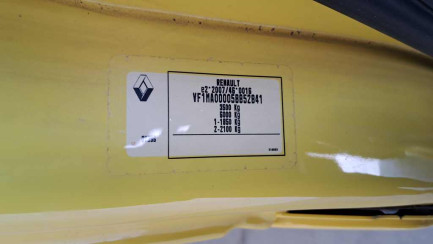 RENAULT
e2*2007/46*0016
VF1MA000058852841
3500 Kg
6000 Kg
1-1850 Kg
2-2100 Kg